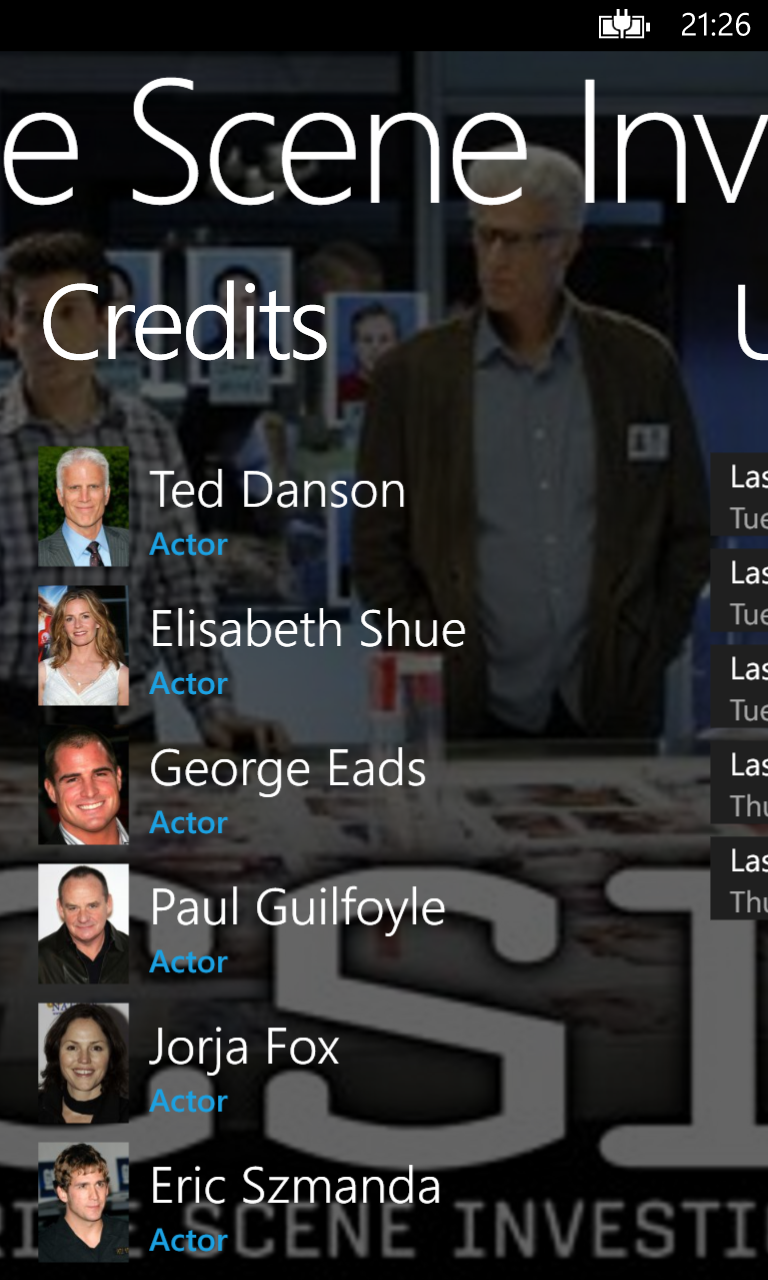 21:26
e Scene Inv
Credits
U
Ted Danson
Actor
Elisabeth Shue
Actor
George Eads
Actor
Paul Guilfoyle
Actor
Jorja Fox
Actor
Eric Szmanda
Actor
Las
Tue
Las
Tue
Las
Tue
Las
Thu
Las
Thu
CSI
RIME SCENE INVESTI